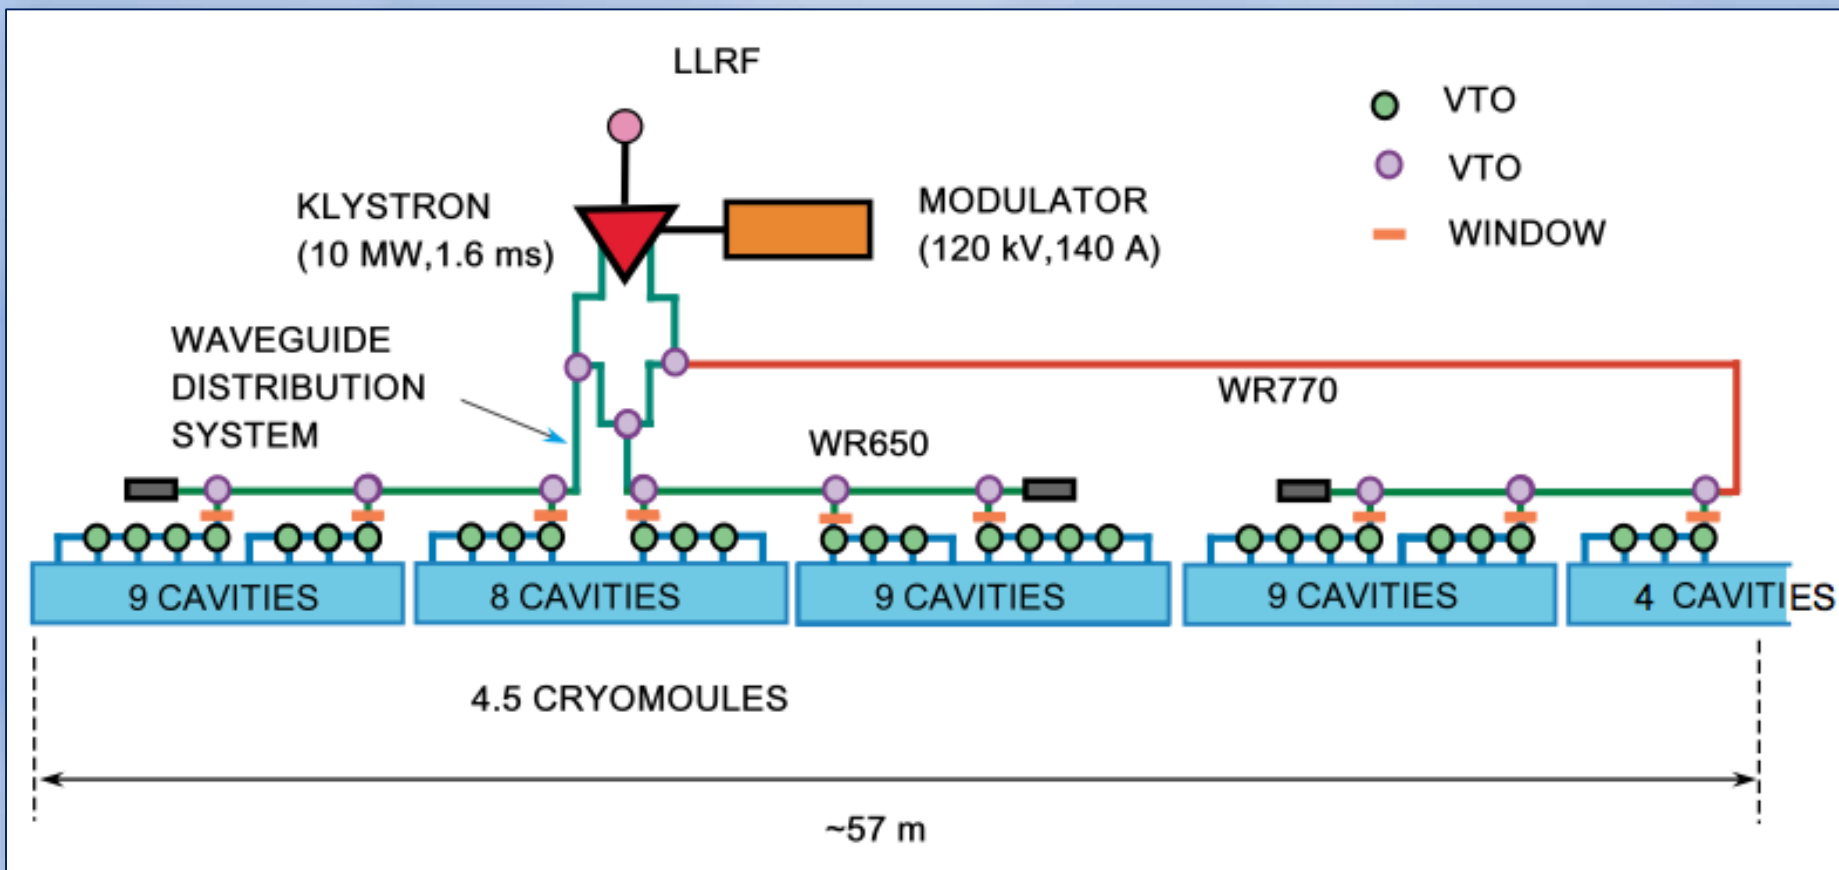 LLRF
VTO
VTO
WINDOW
KLYSTRON
(10 MW,1.6 ms)
MODULATOR
(120 kV,140 A)
WAVEGUIDE
DISTRIBUTION
SYSTEM
WR770
WR650
9 CAVITIES
8 CAVITIES
9 CAVITIES
9 CAVITIES
4 CAVITIES
4.5 CRYOMOULES
~57 m